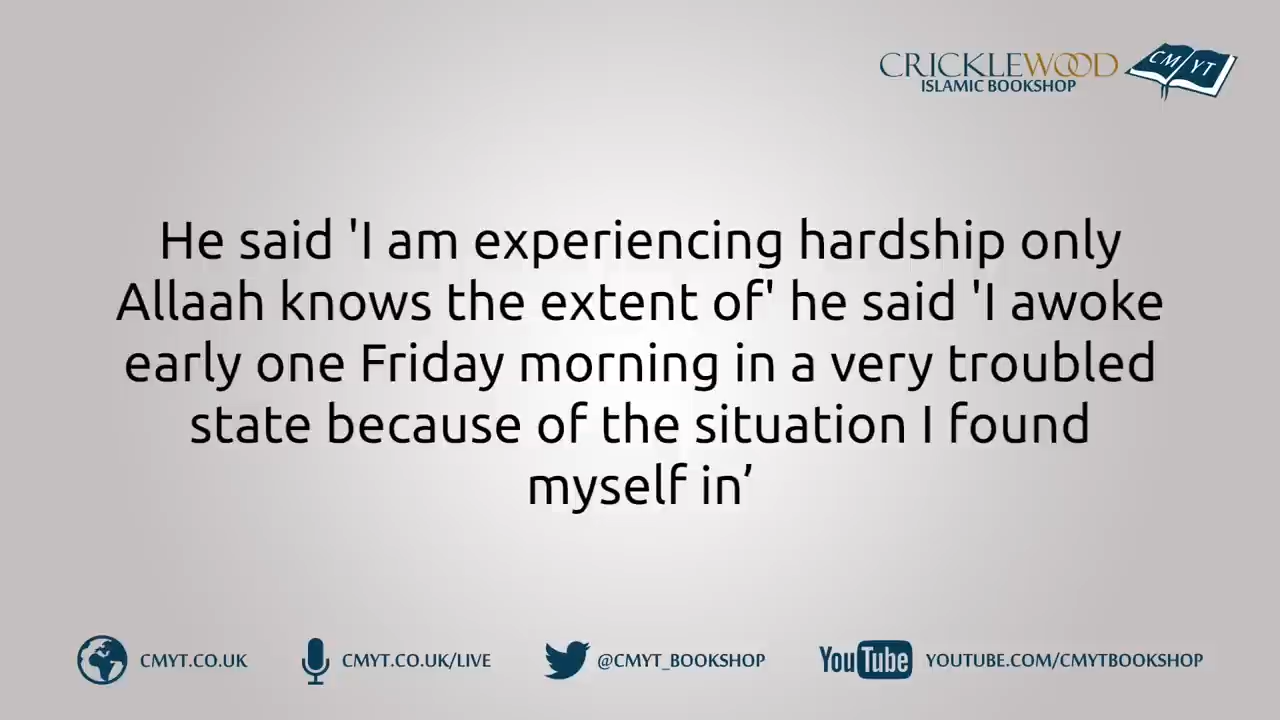 CRICKLEWOOD
ISLAMIC BOOKSHOP
CM YT
He said 'I am experiencing hardship only
Allaah knows the extent of' he said 'I awoke
early one Friday morning in a very troubled
state because of the situation I found
myself in’
CMYT.CO.UK
CMYT.CO.UK/LIVE
@CMYT_BOOKSHOP
YouTube
YOUTUBE.COM/CMYTBOOKSHOP